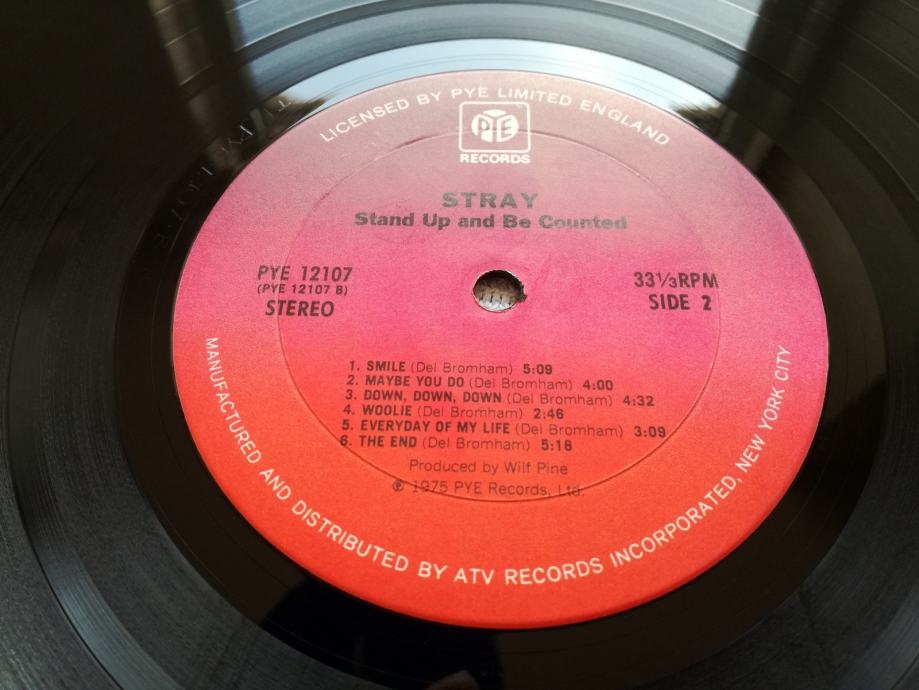 LICENSED BY PYE LIMITED ENGLAND
PYE
RECORDS
STRAY
Stand Up and Be Counted
PYE 12107
(PYE 12107 B)
STEREO
33⅓RPM
SIDE 2
1. SMILE (Del Bromham) 5:09
2. MAYBE YOU DO (Del Bromham) 4:00
3. DOWN, DOWN, DOWN (Del Bromham) 4:32
4. WOOLIE (Del Bromham) 2:46
5. EVERYDAY OF MY LIFE (Del Bromham) 3:09
6. THE END (Del Bromham) 5:18
Produced by Wilf Pine
℗ 1975 PYE Records, Ltd.
MANUFACTURED AND DISTRIBUTED BY ATV RECORDS INCORPORATED, NEW YORK CITY